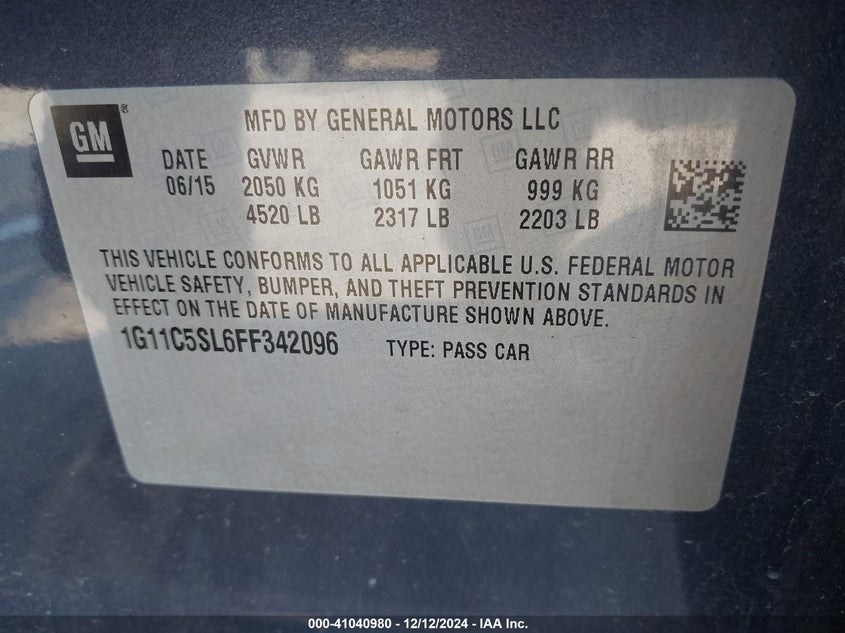 GM®
MFD BY GENERAL MOTORS LLC
DATE GVWR GAWR FRT GAWR RR
06/15 2050 KG 1051 KG 999 KG
4520 LB 2317 LB 2203 LB
THIS VEHICLE CONFORMS TO ALL APPLICABLE U.S. FEDERAL MOTOR
VEHICLE SAFETY, BUMPER, AND THEFT PREVENTION STANDARDS IN
EFFECT ON THE DATE OF MANUFACTURE SHOWN ABOVE.
1G11C5SL6FF342096 TYPE: PASS CAR
000-41040980 - 12/12/2024 - IAA Inc.